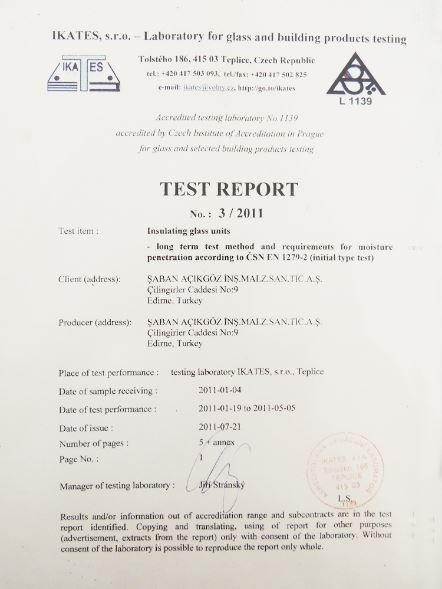 IKATES, s.r.o. – Laboratory for glass and building products testing
IKA TES
Tolstého 186, 415 03 Teplice, Czech Republic
tel.: +420 417 503 093, tel./fax: +420 417 502 825
e-mail: ikates@volny.cz, http://go.to/ikates
L 1139
Accredited testing laboratory No.1139
accredited by Czech Institute of Accreditation in Prague
for glass and selected building products testing
TEST REPORT
No. : 3 / 2011
Test item : Insulating glass units
- long term test method and requirements for moisture
penetration according to ČSN EN 1279-2 (initial type test)
Client (address): ŞABAN AÇIKGÖZ İNŞ.MALZ.SAN.TİC.A.Ş.
Çilingirler Caddesi No:9
Edirne, Turkey
Producer (address): ŞABAN AÇIKGÖZ İNŞ.MALZ.SAN.TİC.A.Ş.
Çilingirler Caddesi No:9
Edirne, Turkey
Place of test performance : testing laboratory IKATES, s.r.o., Teplice
Date of sample receiving : 2011-01-04
Date of test performance : 2011-01-19 to 2011-05-05
Date of issue : 2011-07-21
Number of pages : 5 + annex
Page No. : 1
Manager of testing laboratory : Jiří Stránský
IKATES
TEPLICE
415 03
L.S.
1139
Results and/or information out of accreditation range and subcontracts are in the test
report identified. Copying and translating, using of report for other purposes
(advertisement, extracts from the report) only with consent of the laboratory. Without
consent of the laboratory is possible to reproduce the report only whole.